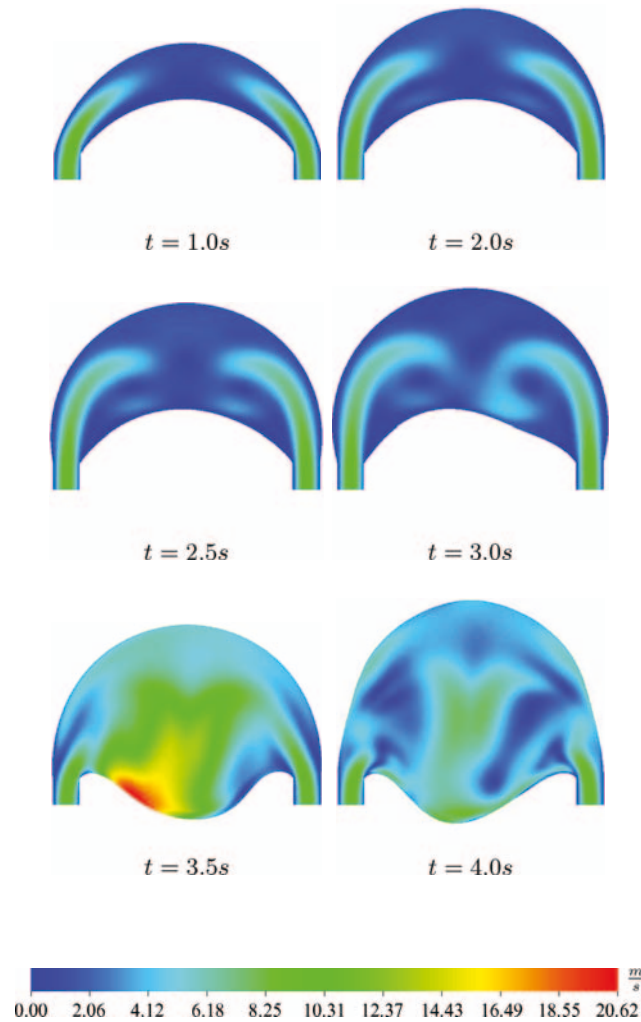 t = 1.0s
t = 2.0s
t = 2.5s
t = 3.0s
t = 3.5s
t = 4.0s
m/s
0.00 2.06 4.12 6.18 8.25 10.31 12.37 14.43 16.49 18.55 20.62